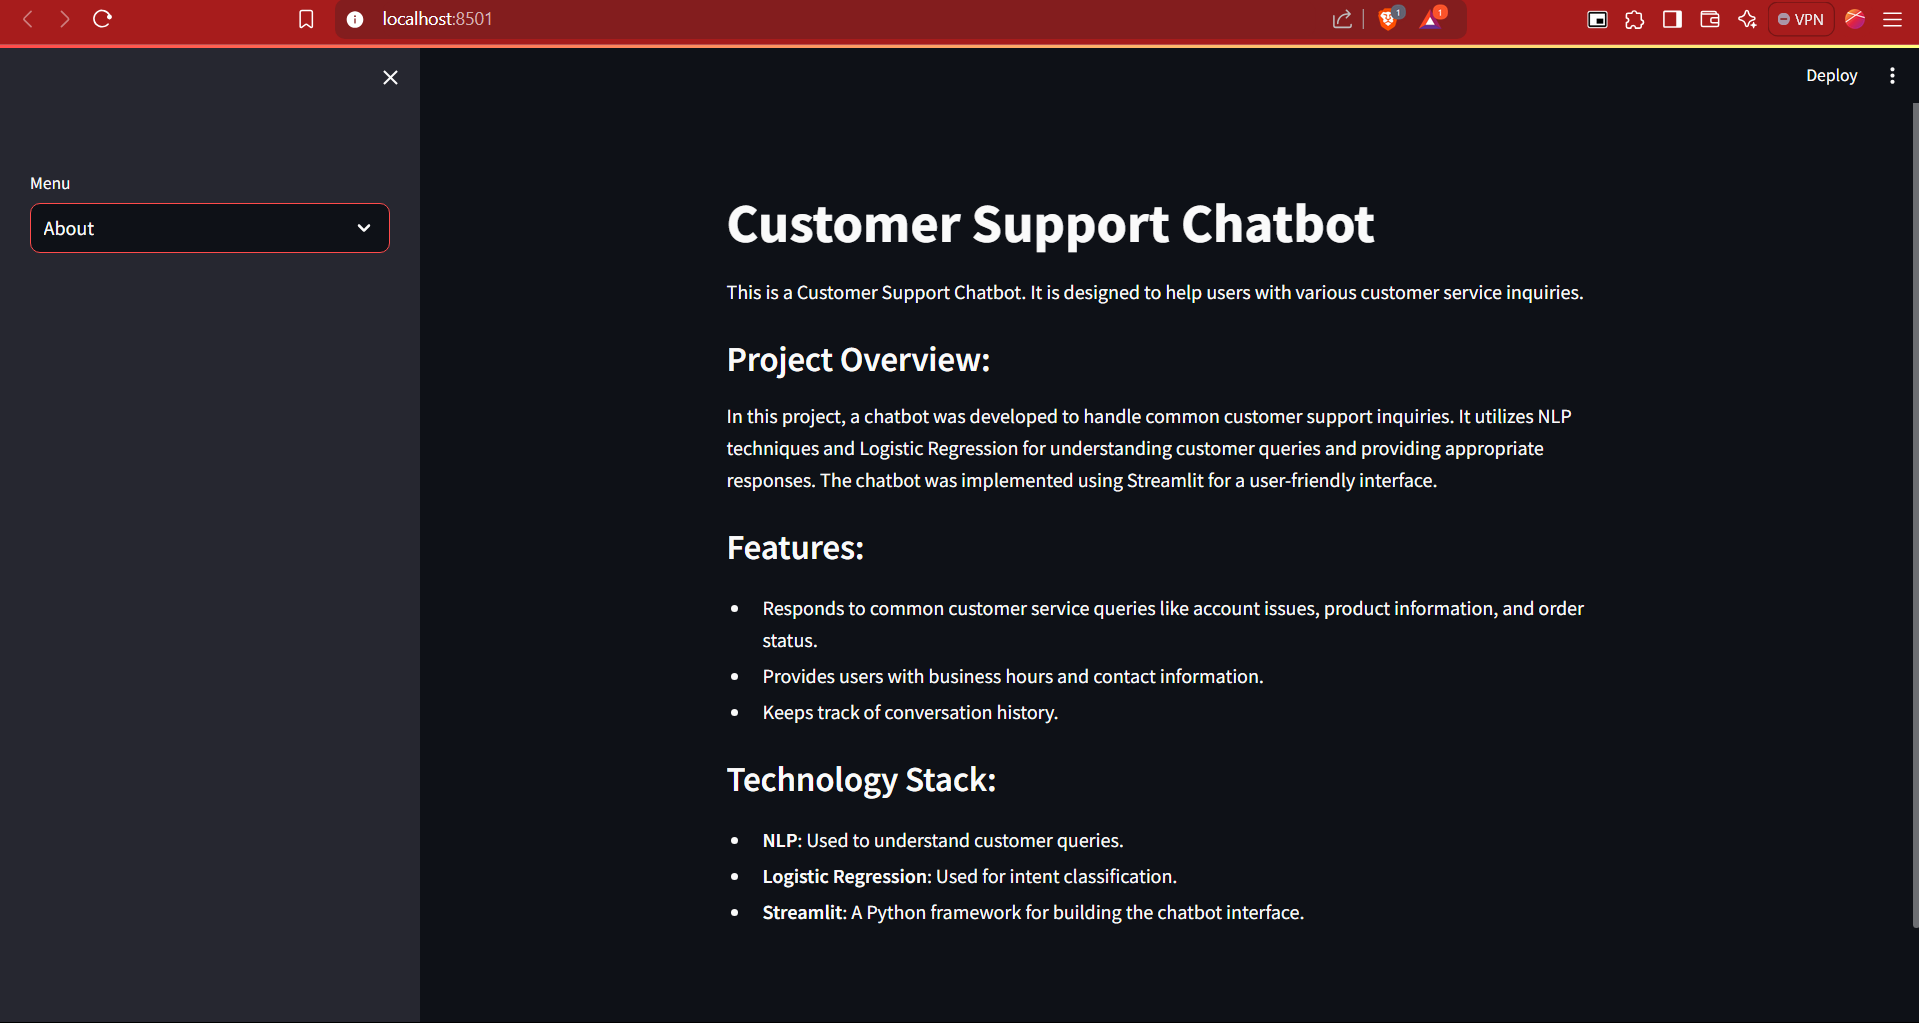 localhost:8501
1
1
VPN
Deploy
Menu
About
Customer Support Chatbot
This is a Customer Support Chatbot. It is designed to help users with various customer service inquiries.
Project Overview:
In this project, a chatbot was developed to handle common customer support inquiries. It utilizes NLP
techniques and Logistic Regression for understanding customer queries and providing appropriate
responses. The chatbot was implemented using Streamlit for a user-friendly interface.
Features:
• Responds to common customer service queries like account issues, product information, and order
status.
• Provides users with business hours and contact information.
• Keeps track of conversation history.
Technology Stack:
• NLP: Used to understand customer queries.
• Logistic Regression: Used for intent classification.
• Streamlit: A Python framework for building the chatbot interface.